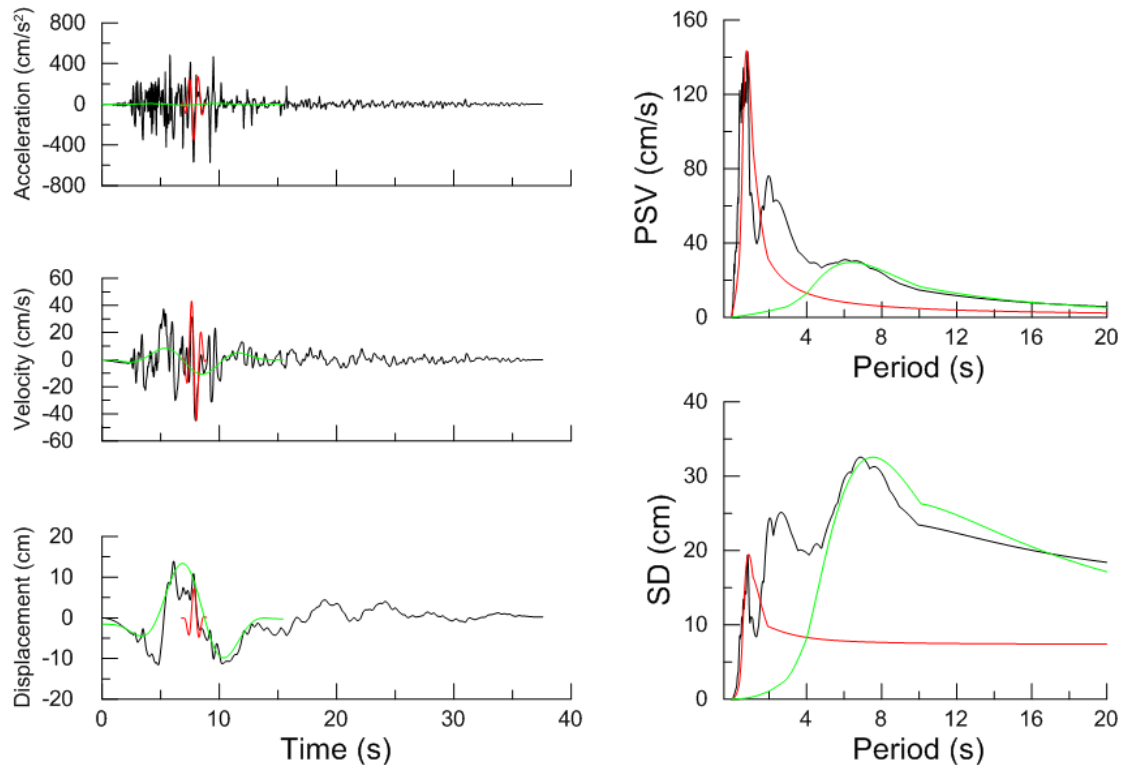 Acceleration (cm/s²)
800
400
0
-400
-800
Velocity (cm/s)
60
40
20
0
-20
-40
-60
Displacement (cm)
20
10
0
-10
-20
0 10 20 30 40
Time (s)
PSV (cm/s)
160
120
80
40
0
4 8 12 16 20
Period (s)
SD (cm)
40
30
20
10
0
4 8 12 16 20
Period (s)